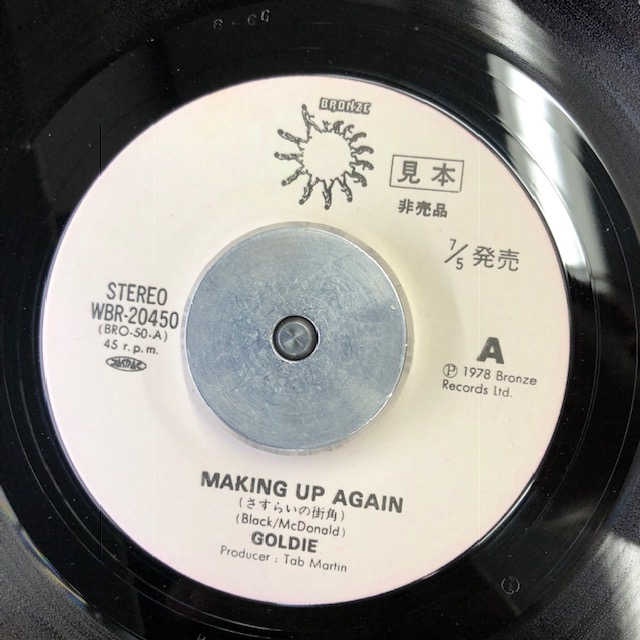 BRONZE
見本
非売品
7/5 発売
STEREO
WBR-20450
(BRO-50-A)
45 r.p.m.
A
Ⓟ 1978 Bronze
Records Ltd.
MAKING UP AGAIN
(さすらいの街角)
(Black/McDonald)
GOLDIE
Producer : Tab Martin